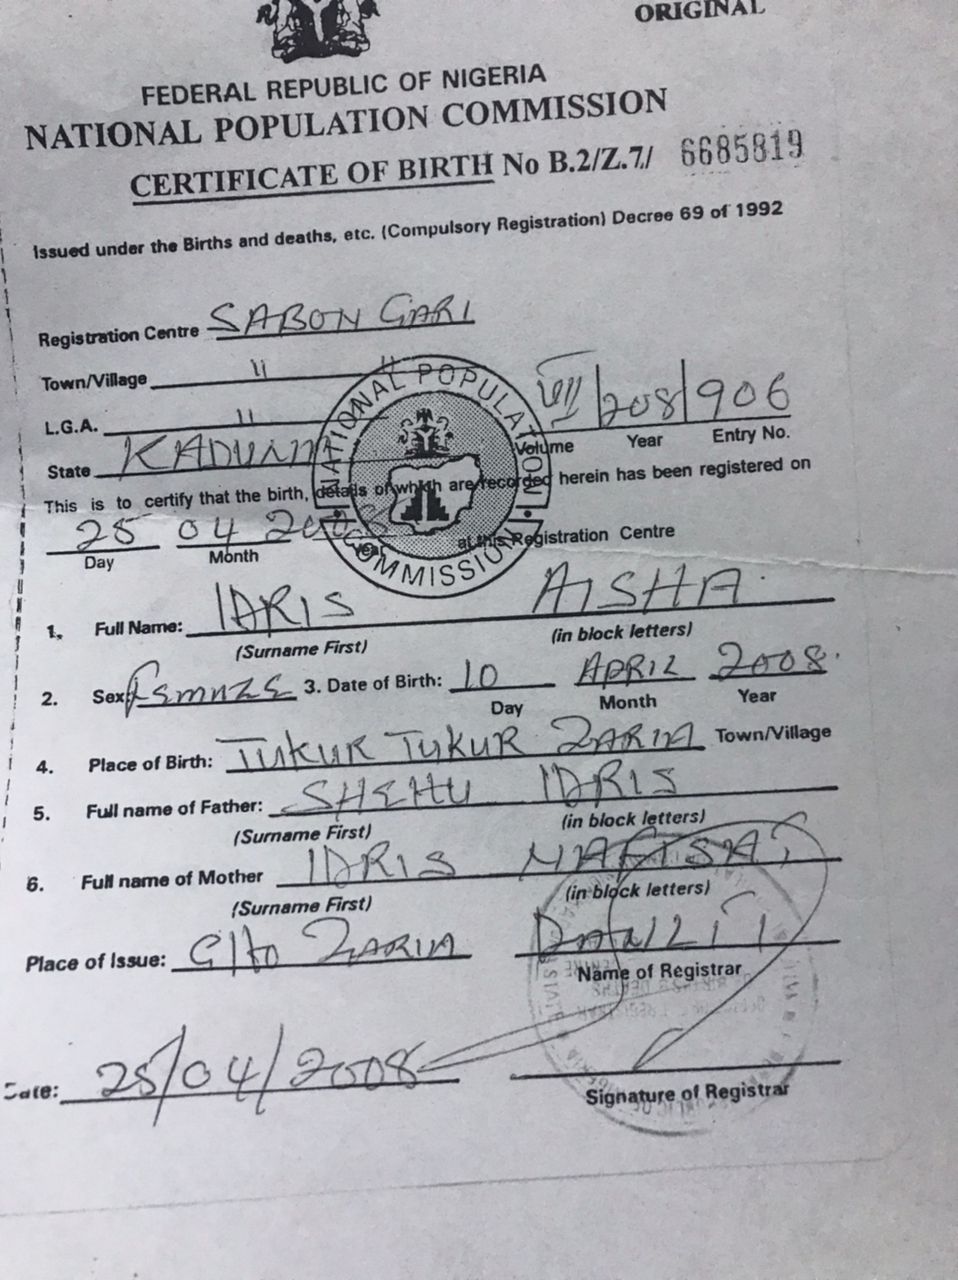 ORIGINAL
FEDERAL REPUBLIC OF NIGERIA
NATIONAL POPULATION COMMISSION
CERTIFICATE OF BIRTH No B.2/Z.7/ 6685819
Issued under the Births and deaths, etc. (Compulsory Registration) Decree 69 of 1992
Registration Centre SABON GARI
Town/Village "    "
L.G.A. "
VII/208/906
Volume Year Entry No.
State KADUNA
NATIONAL POPULATION COMMISSION
This is to certify that the birth, details of which are recorded herein has been registered on
25 04 2008 at this Registration Centre
Day Month Year
1. Full Name: IDRIS AISHA
(Surname First) (in block letters)
2. Sex Female 3. Date of Birth: 10 APRIL 2008
Day Month Year
4. Place of Birth: TUKUR TUKUR ZARIA Town/Village
5. Full name of Father: SHEHU IDRIS
(Surname First) (in block letters)
6. Full name of Mother IDRIS NAFISAT
(Surname First) (in block letters)
Place of Issue: ZARIA
Name of Registrar
Date: 25/04/2008
Signature of Registrar